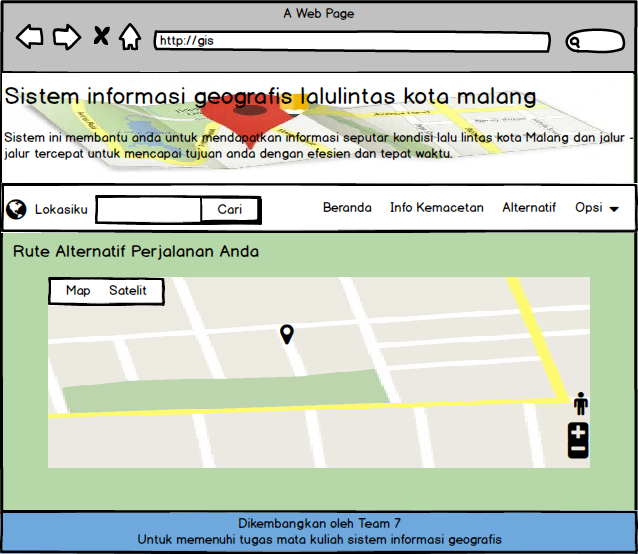 A Web Page
http://gis
Sistem informasi geografis lalulintas kota malang
Sistem ini membantu anda untuk mendapatkan informasi seputar kondisi lalu lintas kota Malang dan jalur -
jalur tercepat untuk mencapai tujuan anda dengan efesien dan tepat waktu.
Lokasiku Cari Beranda Info Kemacetan Alternatif Opsi
Rute Alternatif Perjalanan Anda
Map Satelit
Dikembangkan oleh Team 7
Untuk memenuhi tugas mata kuliah sistem informasi geografis